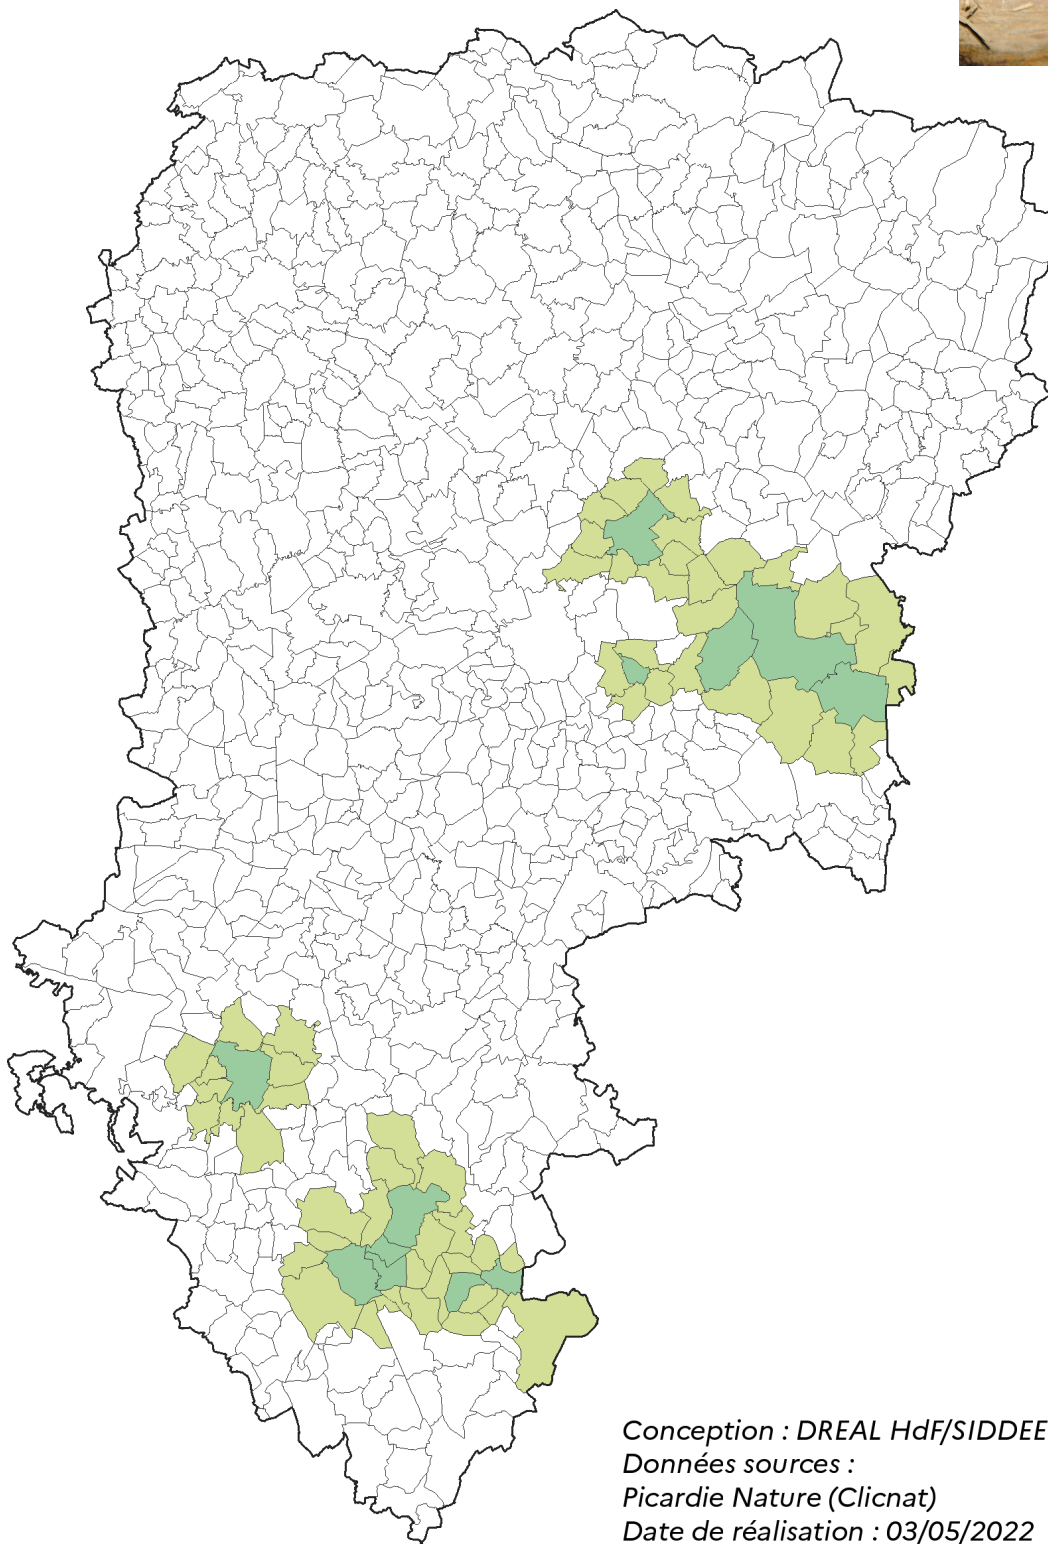 Conception : DREAL HdF/SIDDEE
Données sources :
Picardie Nature (Clicnat)
Date de réalisation : 03/05/2022